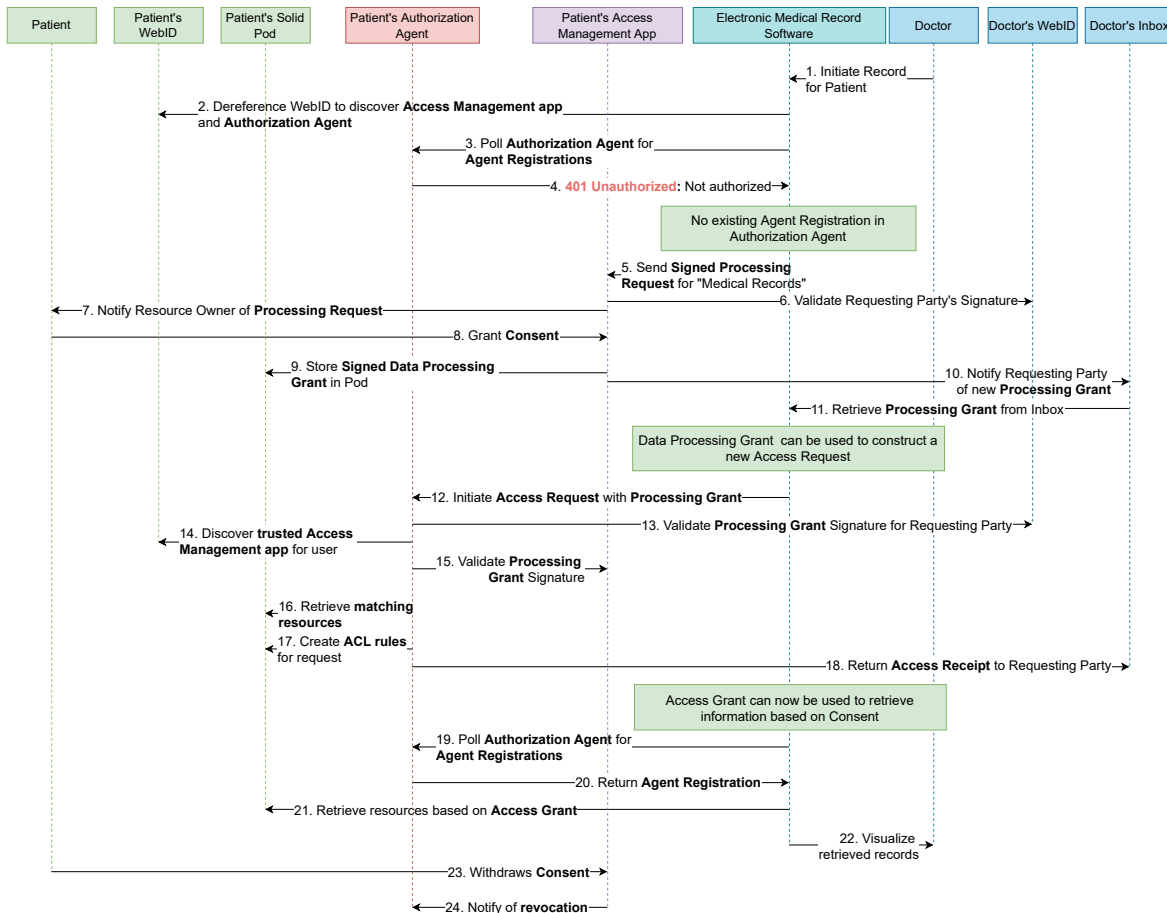 Patient
Patient's
WebID
Patient's Solid
Pod
Patient's Authorization
Agent
Patient's Access
Management App
Electronic Medical Record
Software
Doctor
Doctor's WebID
Doctor's Inbox
1. Initiate Record
for Patient
2. Dereference WebID to discover Access Management app
and Authorization Agent
3. Poll Authorization Agent for
Agent Registrations
4. 401 Unauthorized: Not authorized
No existing Agent Registration in
Authorization Agent
5. Send Signed Processing
Request for "Medical Records"
6. Validate Requesting Party's Signature
7. Notify Resource Owner of Processing Request
8. Grant Consent
9. Store Signed Data Processing
Grant in Pod
10. Notify Requesting Party
of new Processing Grant
11. Retrieve Processing Grant from Inbox
Data Processing Grant can be used to construct a
new Access Request
12. Initiate Access Request with Processing Grant
13. Validate Processing Grant Signature for Requesting Party
14. Discover trusted Access
Management app for user
15. Validate Processing
Grant Signature
16. Retrieve matching
resources
17. Create ACL rules
for request
18. Return Access Receipt to Requesting Party
Access Grant can now be used to retrieve
information based on Consent
19. Poll Authorization Agent for
Agent Registrations
20. Return Agent Registration
21. Retrieve resources based on Access Grant
22. Visualize
retrieved records
23. Withdraws Consent
24. Notify of revocation